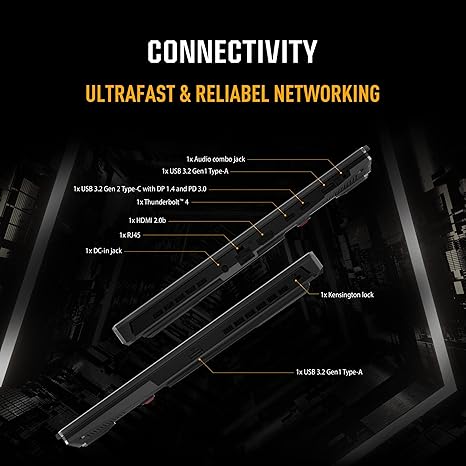 CONNECTIVITY
ULTRAFAST & RELIABEL NETWORKING
1x Audio combo jack
1x USB 3.2 Gen1 Type-A
1x USB 3.2 Gen 2 Type-C with DP 1.4 and PD 3.0
1x Thunderbolt™ 4
1x HDMI 2.0b
1x RJ45
1x DC-in jack
1x Kensington lock
1x USB 3.2 Gen1 Type-A